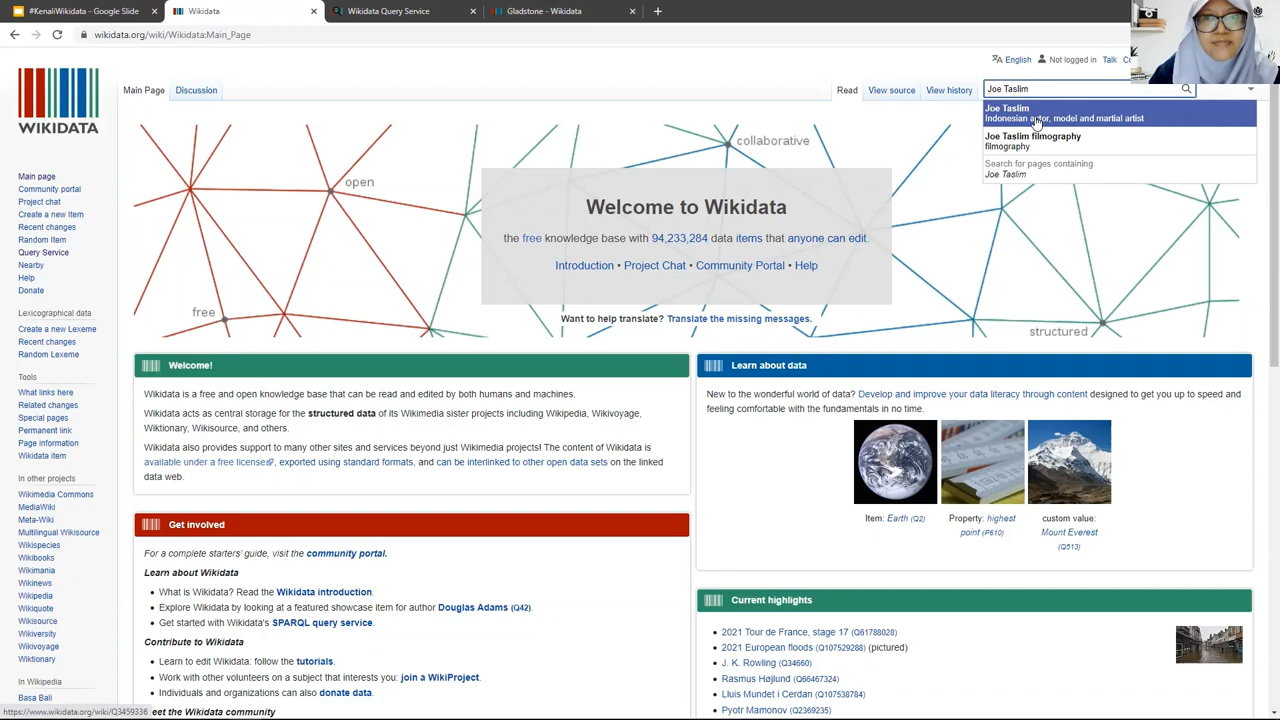 #KenaliWikidata - Google Slide
Wikidata
Wikidata Query Service
Gladstone - Wikidata
wikidata.org/wiki/Wikidata:Main_Page
English
Not logged in
Talk
WIKIDATA
Main Page
Discussion
Read
View source
View history
Joe Taslim
Joe Taslim
Indonesian actor, model and martial artist
Joe Taslim filmography
filmography
Search for pages containing
Joe Taslim
collaborative
open
free
structured
Welcome to Wikidata
the free knowledge base with 94,233,284 data items that anyone can edit.
Introduction • Project Chat • Community Portal • Help
Want to help translate? Translate the missing messages.
Main page
Community portal
Project chat
Create a new Item
Recent changes
Random Item
Query Service
Nearby
Help
Donate
Lexicographical data
Create a new Lexeme
Recent changes
Random Lexeme
Tools
What links here
Related changes
Special pages
Permanent link
Page information
Wikidata item
In other projects
Wikimedia Commons
MediaWiki
Meta-Wiki
Multilingual Wikisource
Wikispecies
Wikibooks
Wikimania
Wikinews
Wikipedia
Wikiquote
Wikisource
Wikiversity
Wikivoyage
Wiktionary
In Wikipedia
Basa Bali
https://www.wikidata.org/wiki/Q3459336
Welcome!
Wikidata is a free and open knowledge base that can be read and edited by both humans and machines.
Wikidata acts as central storage for the structured data of its Wikimedia sister projects including Wikipedia, Wikivoyage,
Wiktionary, Wikisource, and others.
Wikidata also provides support to many other sites and services beyond just Wikimedia projects! The content of Wikidata is
available under a free license, exported using standard formats, and can be interlinked to other open data sets on the linked
data web.
Get involved
For a complete starters' guide, visit the community portal.
Learn about Wikidata
• What is Wikidata? Read the Wikidata introduction.
• Explore Wikidata by looking at a featured showcase item for author Douglas Adams (Q42).
• Get started with Wikidata's SPARQL query service.
Contribute to Wikidata
• Learn to edit Wikidata: follow the tutorials.
• Work with other volunteers on a subject that interests you: join a WikiProject.
• Individuals and organizations can also donate data.
eet the Wikidata community
Learn about data
New to the wonderful world of data? Develop and improve your data literacy through content designed to get you up to speed and
feeling comfortable with the fundamentals in no time.
Item: Earth (Q2)
Property: highest
point (P610)
custom value:
Mount Everest
(Q513)
Current highlights
• 2021 Tour de France, stage 17 (Q61788028)
• 2021 European floods (Q107529288) (pictured)
• J. K. Rowling (Q34660)
• Rasmus Højlund (Q66467324)
• Lluis Mundet i Cerdan (Q107538784)
• Pyotr Mamonov (Q2369235)